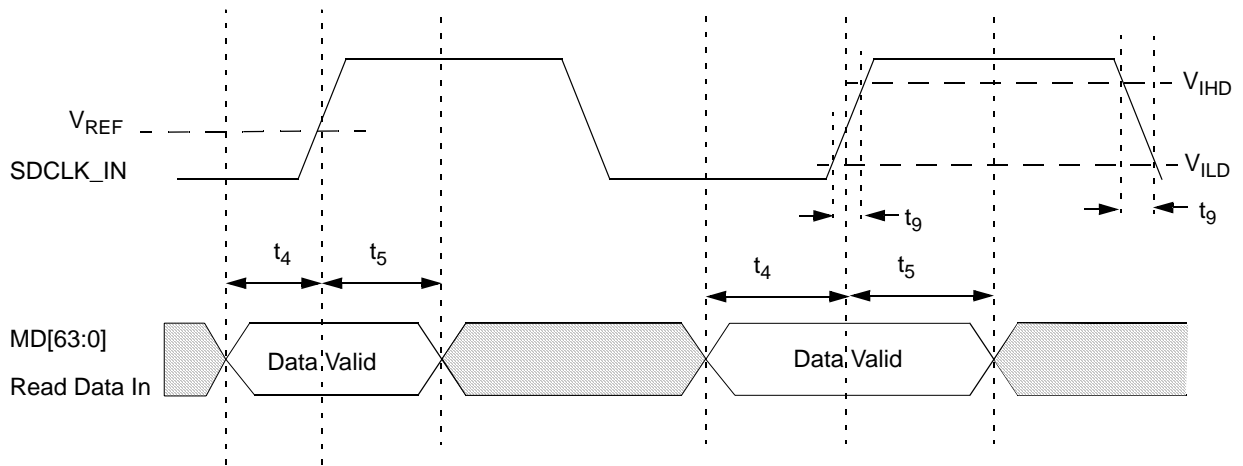 V_REF
SDCLK_IN
V_IHD
V_ILD
t_9
t_9
t_4
t_5
t_4
t_5
MD[63:0]
Read Data In
Data Valid
Data Valid